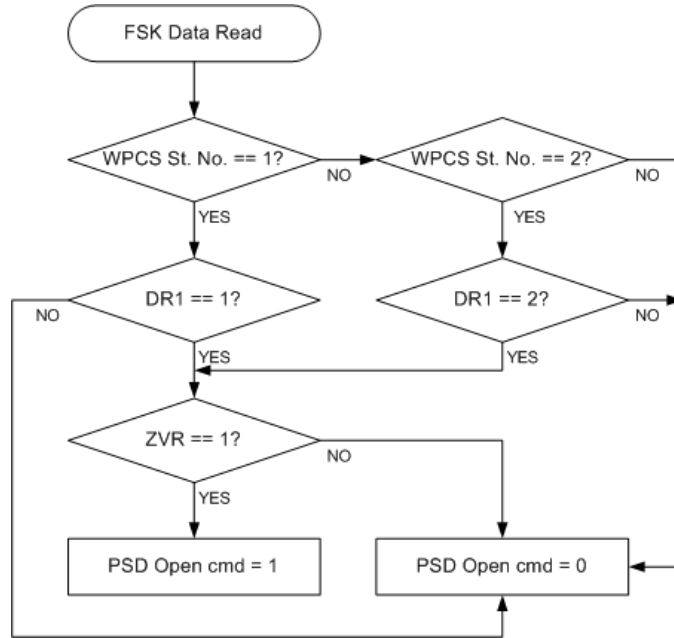 FSK Data Read
WPCS St. No. == 1?
NO
WPCS St. No. == 2?
NO
YES
YES
NO
DR1 == 1?
DR1 == 2?
NO
YES
YES
ZVR == 1?
NO
YES
PSD Open cmd = 1
PSD Open cmd = 0